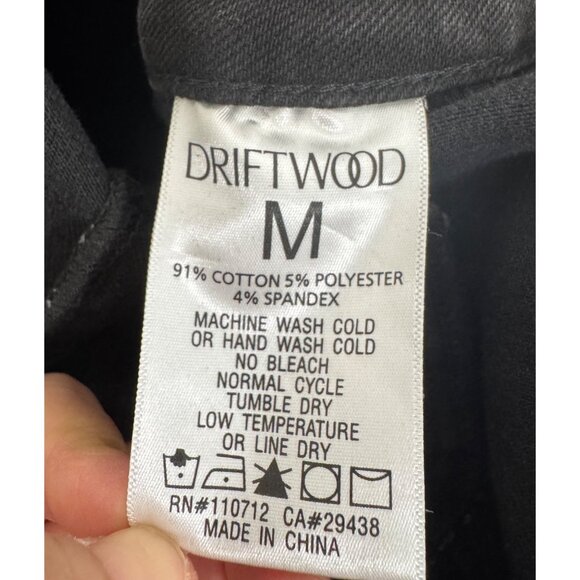 DRIFTWOOD
M
91% COTTON 5% POLYESTER
4% SPANDEX
MACHINE WASH COLD
OR HAND WASH COLD
NO BLEACH
NORMAL CYCLE
TUMBLE DRY
LOW TEMPERATURE
OR LINE DRY
RN#110712 CA#29438
MADE IN CHINA